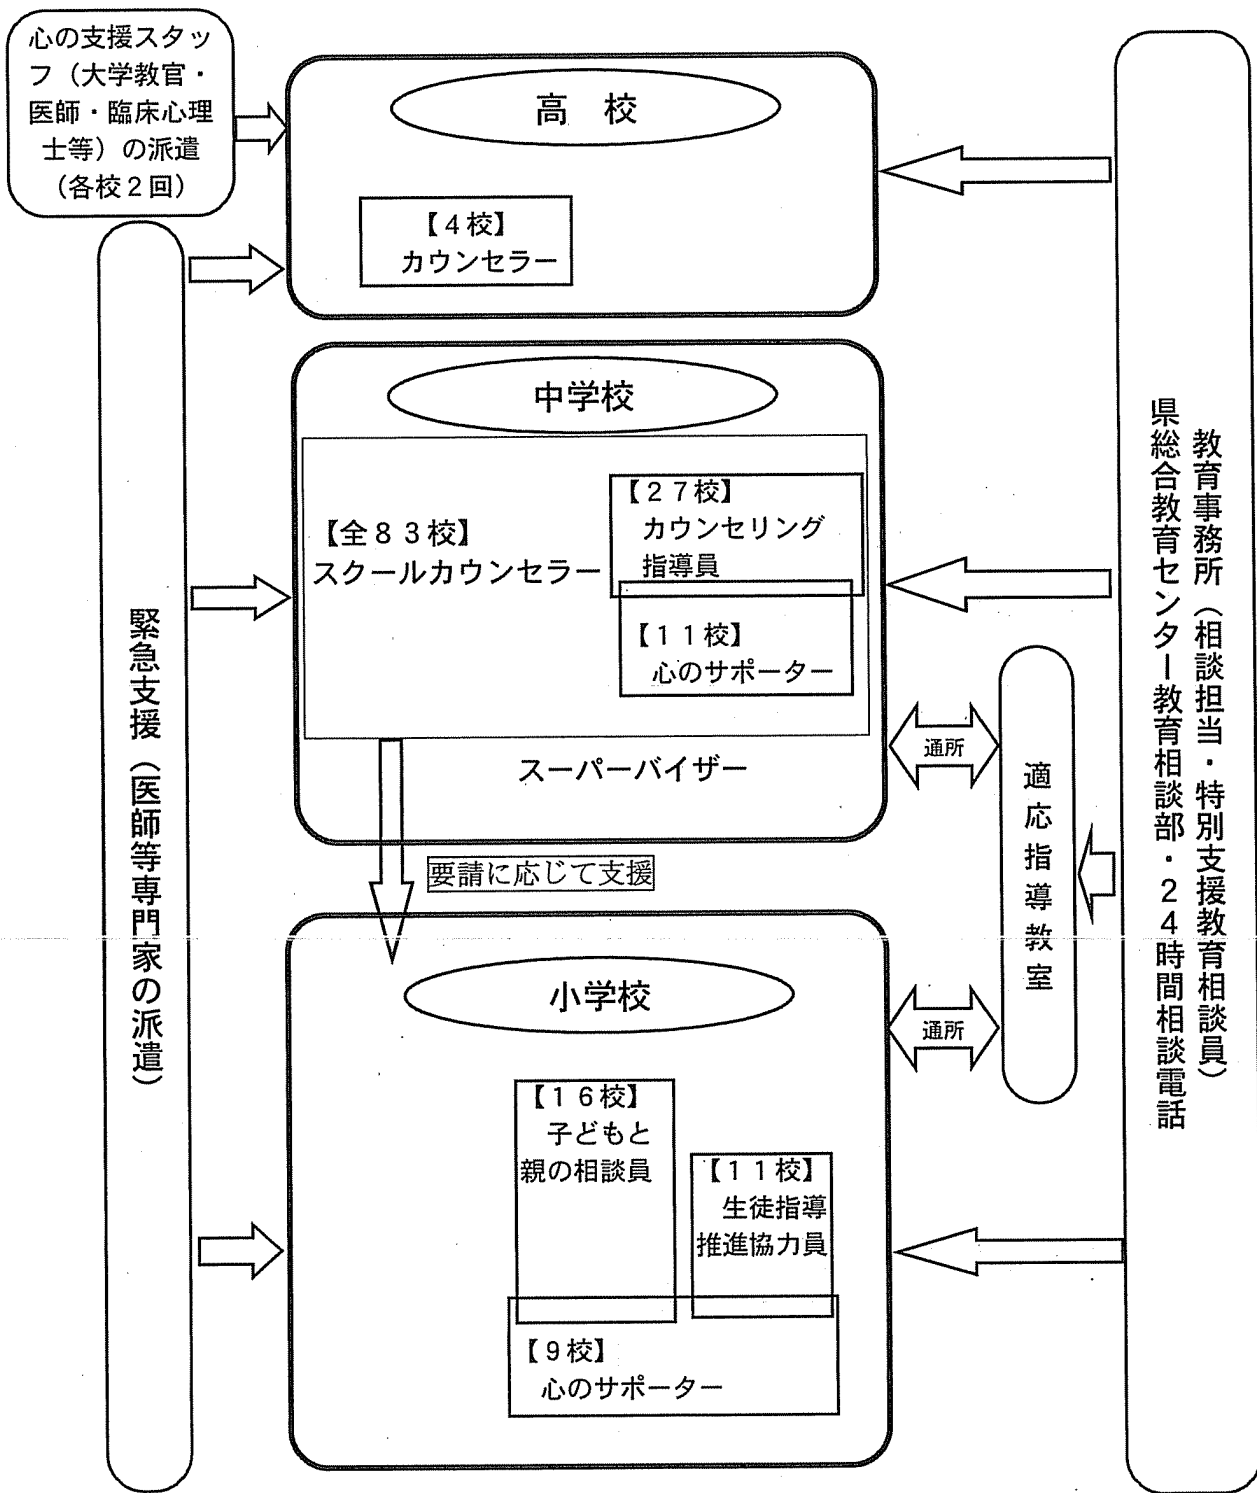 心の支援スタッ
フ（大学教官・
医師・臨床心理
士等）の派遣
（各校２回）
高　校
【４校】
カウンセラー
中学校
【全８３校】
スクールカウンセラー
【２７校】
カウンセリング
指導員
【１１校】
心のサポーター
スーパーバイザー
要請に応じて支援
小学校
【１６校】
子どもと
親の相談員
【１１校】
生徒指導
推進協力員
【９校】
心のサポーター
緊急支援（医師等専門家の派遣）
通所
通所
適応指導教室
教育事務所（相談担当・特別支援教育相談員）
県総合教育センター教育相談部・２４時間相談電話